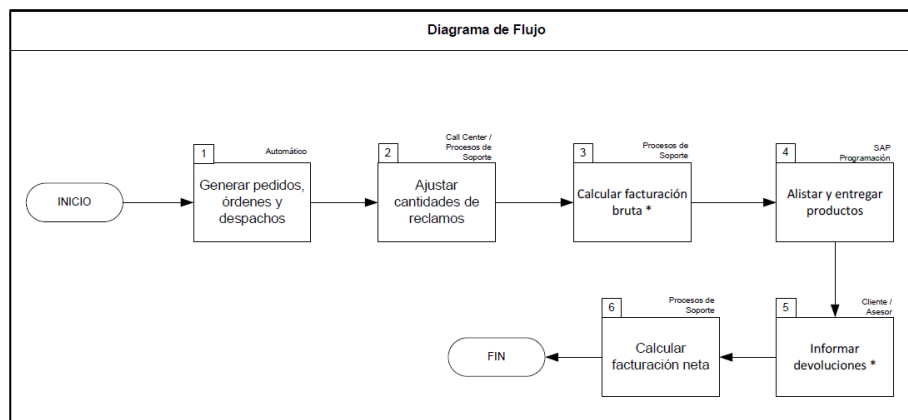 Diagrama de Flujo
INICIO
1
Automático
Generar pedidos,
órdenes y
despachos
2
Call Center /
Procesos de
Soporte
Ajustar
cantidades de
reclamos
3
Procesos de
Soporte
Calcular facturación
bruta *
4
SAP
Programación
Alistar y entregar
productos
5
Cliente /
Asesor
Informar
devoluciones *
6
Procesos de
Soporte
Calcular
facturación neta
FIN